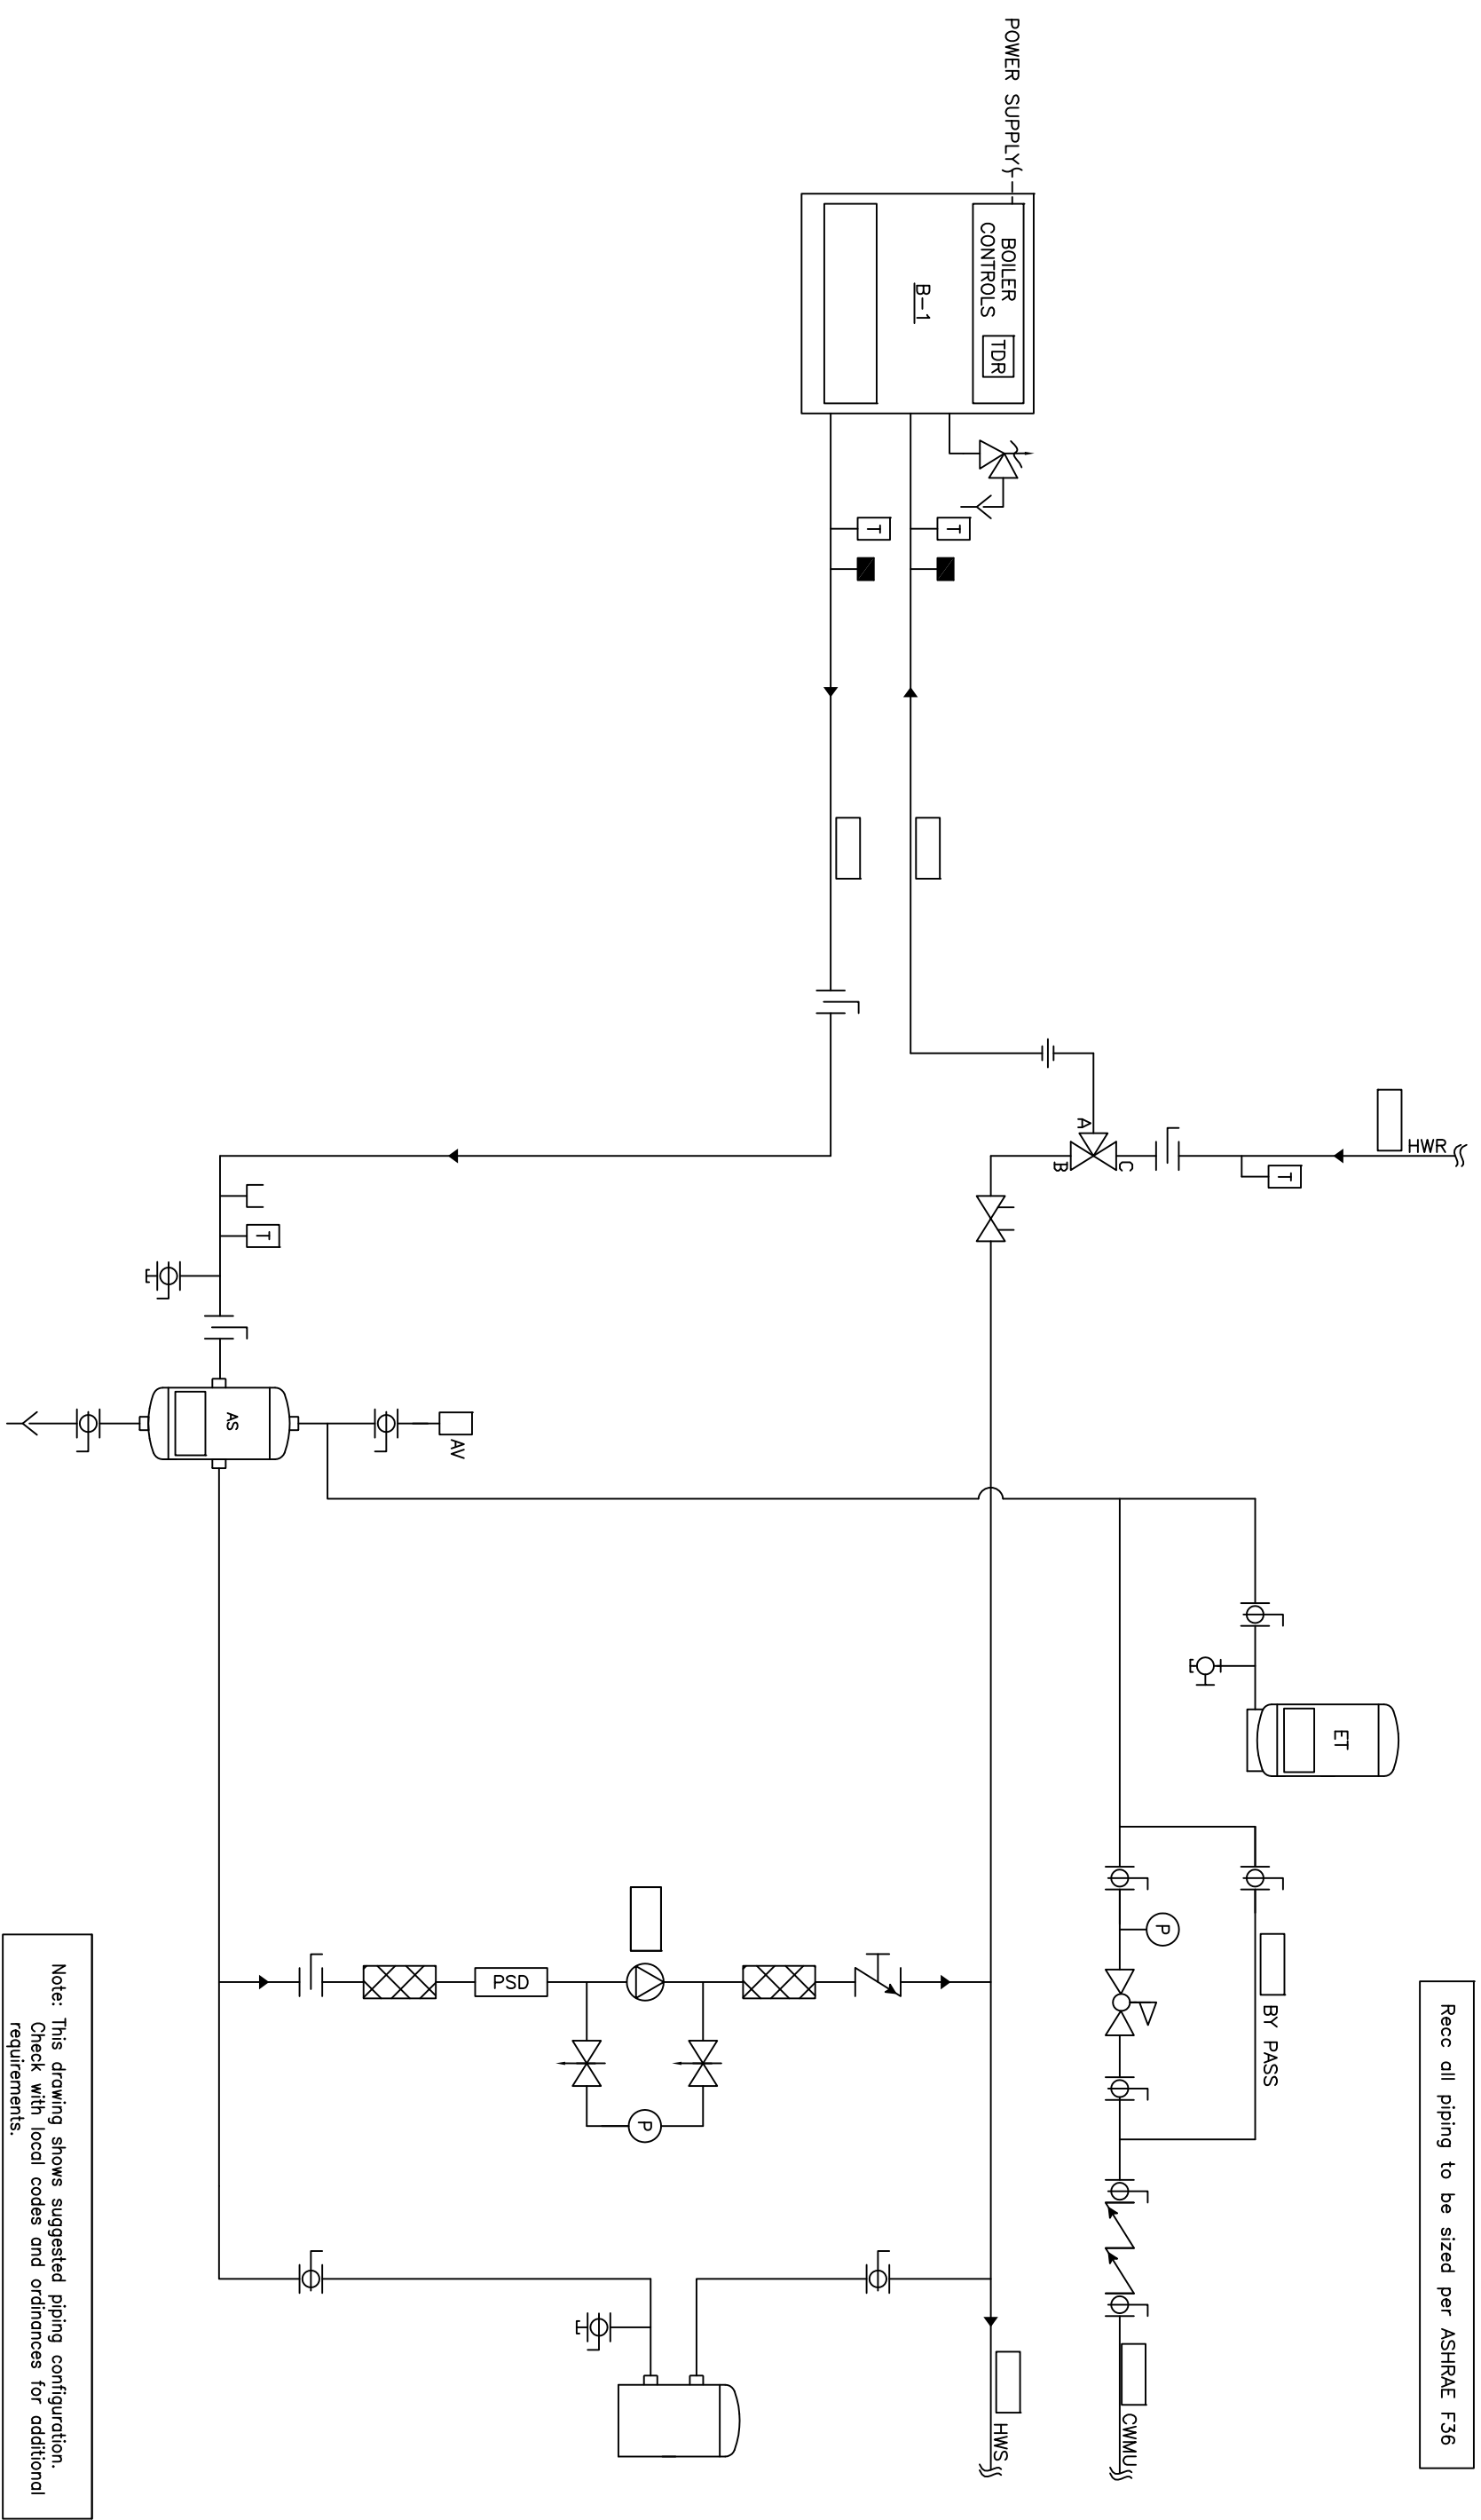 POWER SUPPLY
BOILER
CONTROLS
TDR
B-1
T
T
HWR
T
A
B
C
T
AS
AV
ET
P
BY PASS
PSD
P
HWS
CWMU
Recc all piping to be sized per ASHRAE F36
Note: This drawing shows suggested piping configuration.
Check with local codes and ordinances for additional
requirements.